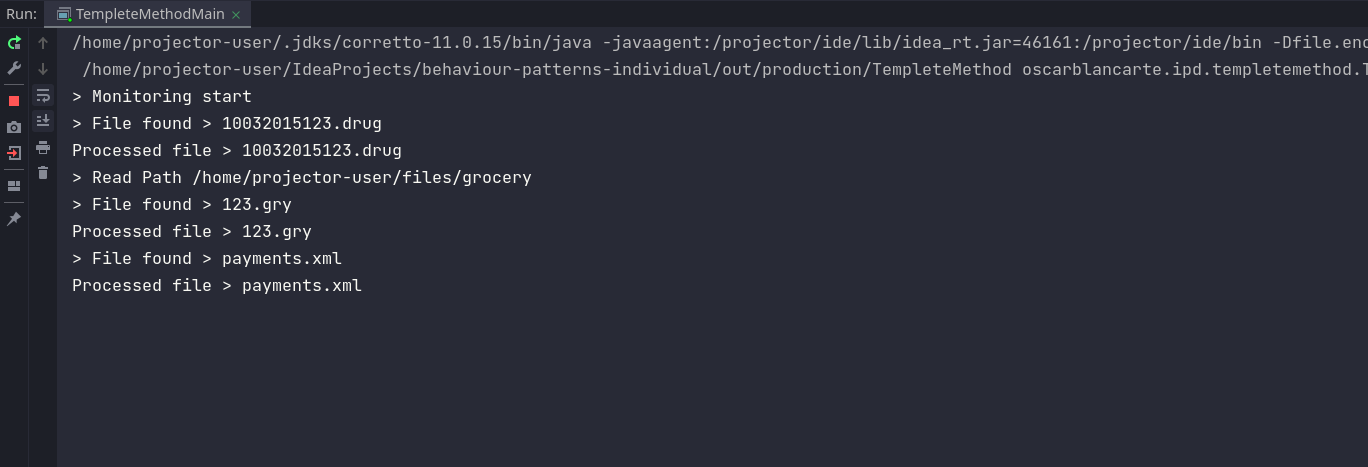 Run: TempleteMethodMain
/home/projector-user/.jdks/corretto-11.0.15/bin/java -javaagent:/projector/ide/lib/idea_rt.jar=46161:/projector/ide/bin -Dfile.enc
/home/projector-user/IdeaProjects/behaviour-patterns-individual/out/production/TempleteMethod oscarblancarte.ipd.templetemethod.T
> Monitoring start
> File found > 10032015123.drug
Processed file > 10032015123.drug
> Read Path /home/projector-user/files/grocery
> File found > 123.gry
Processed file > 123.gry
> File found > payments.xml
Processed file > payments.xml